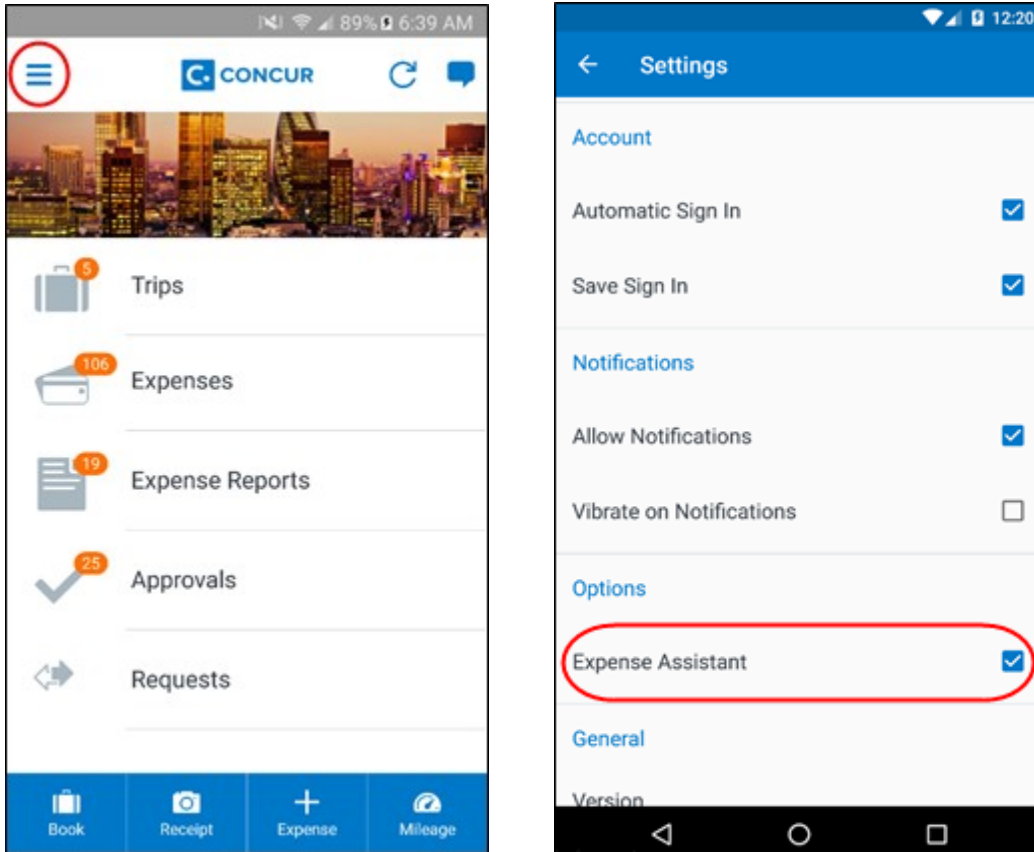 89% 6:39 AM
C. CONCUR
5
Trips
106
Expenses
19
Expense Reports
25
Approvals
Requests
Book Receipt Expense Mileage
12:20
Settings
Account
Automatic Sign In
Save Sign In
Notifications
Allow Notifications
Vibrate on Notifications
Options
Expense Assistant
General
Version